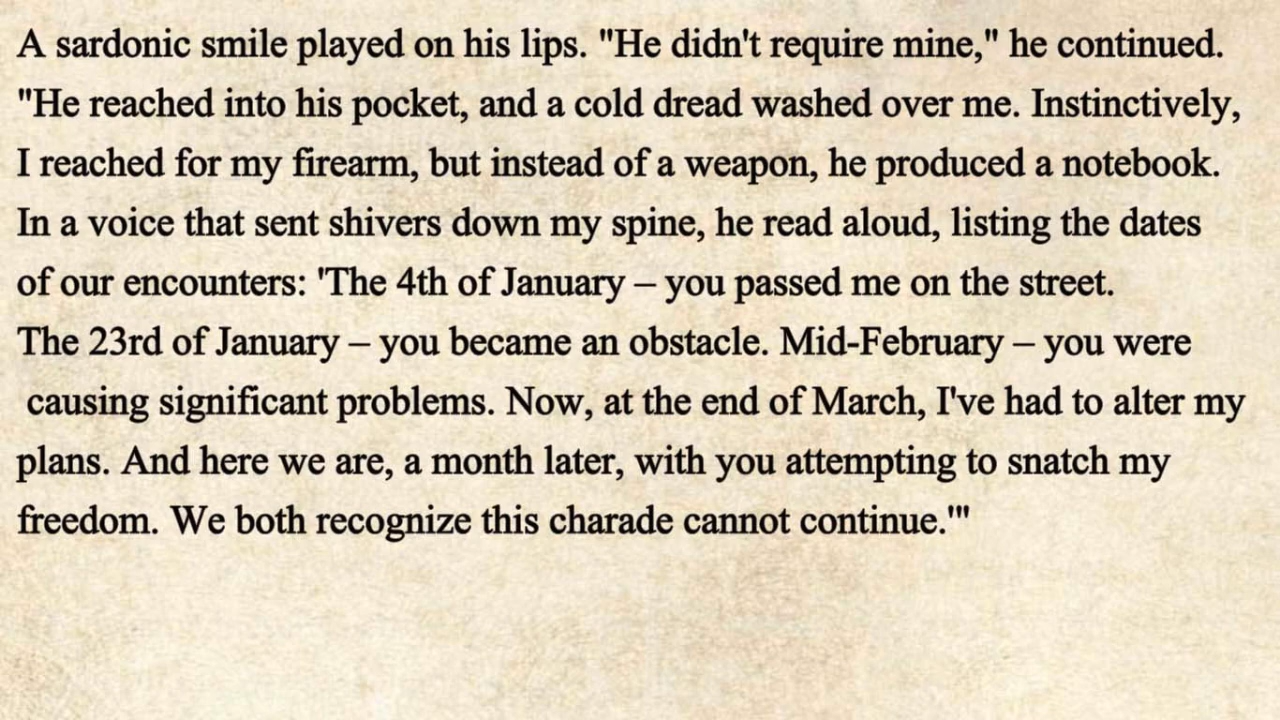 A sardonic smile played on his lips. "He didn't require mine," he continued.
"He reached into his pocket, and a cold dread washed over me. Instinctively,
I reached for my firearm, but instead of a weapon, he produced a notebook.
In a voice that sent shivers down my spine, he read aloud, listing the dates
of our encounters: 'The 4th of January – you passed me on the street.
The 23rd of January – you became an obstacle. Mid-February – you were
causing significant problems. Now, at the end of March, I've had to alter my
plans. And here we are, a month later, with you attempting to snatch my
freedom. We both recognize this charade cannot continue.'"